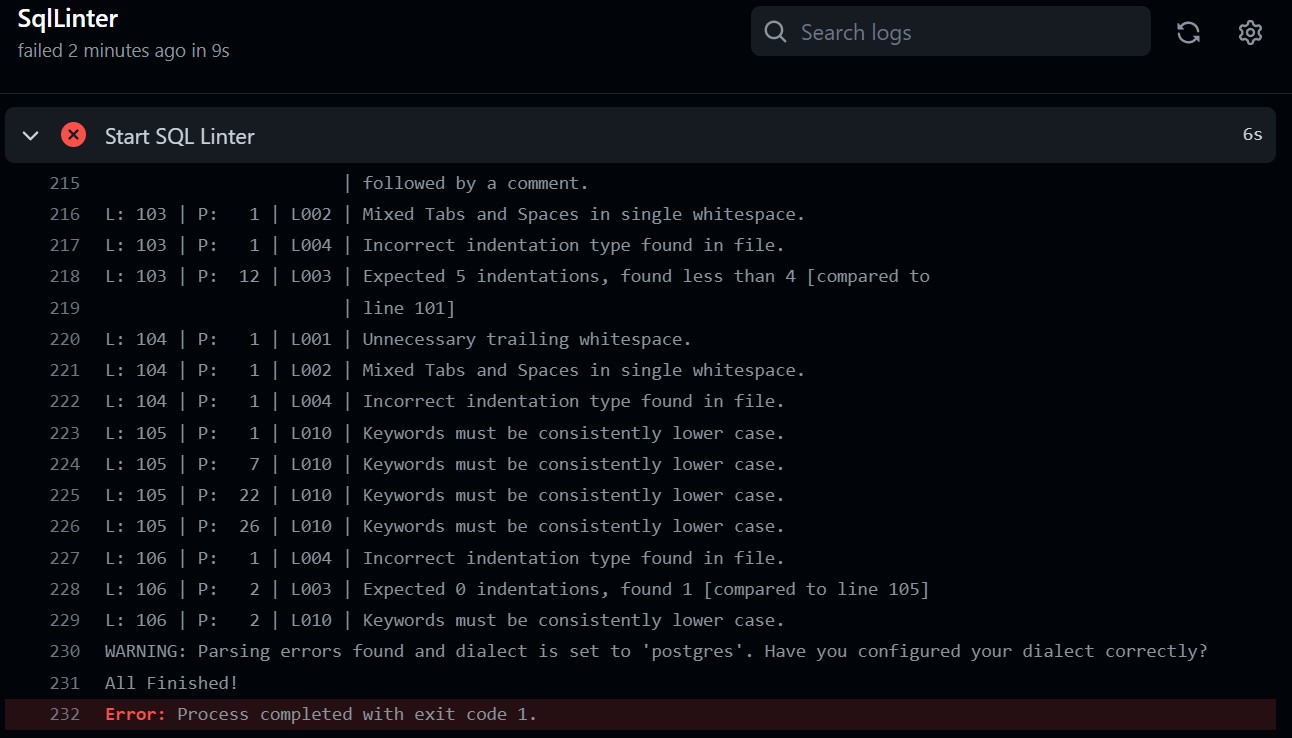 SqlLinter
failed 2 minutes ago in 9s
Search logs
Start SQL Linter 6s
215 | followed by a comment.
216 L: 103 | P: 1 | L002 | Mixed Tabs and Spaces in single whitespace.
217 L: 103 | P: 1 | L004 | Incorrect indentation type found in file.
218 L: 103 | P: 12 | L003 | Expected 5 indentations, found less than 4 [compared to
219 | line 101]
220 L: 104 | P: 1 | L001 | Unnecessary trailing whitespace.
221 L: 104 | P: 1 | L002 | Mixed Tabs and Spaces in single whitespace.
222 L: 104 | P: 1 | L004 | Incorrect indentation type found in file.
223 L: 105 | P: 1 | L010 | Keywords must be consistently lower case.
224 L: 105 | P: 7 | L010 | Keywords must be consistently lower case.
225 L: 105 | P: 22 | L010 | Keywords must be consistently lower case.
226 L: 105 | P: 26 | L010 | Keywords must be consistently lower case.
227 L: 106 | P: 1 | L004 | Incorrect indentation type found in file.
228 L: 106 | P: 2 | L003 | Expected 0 indentations, found 1 [compared to line 105]
229 L: 106 | P: 2 | L010 | Keywords must be consistently lower case.
230 WARNING: Parsing errors found and dialect is set to 'postgres'. Have you configured your dialect correctly?
231 All Finished!
232 Error: Process completed with exit code 1.